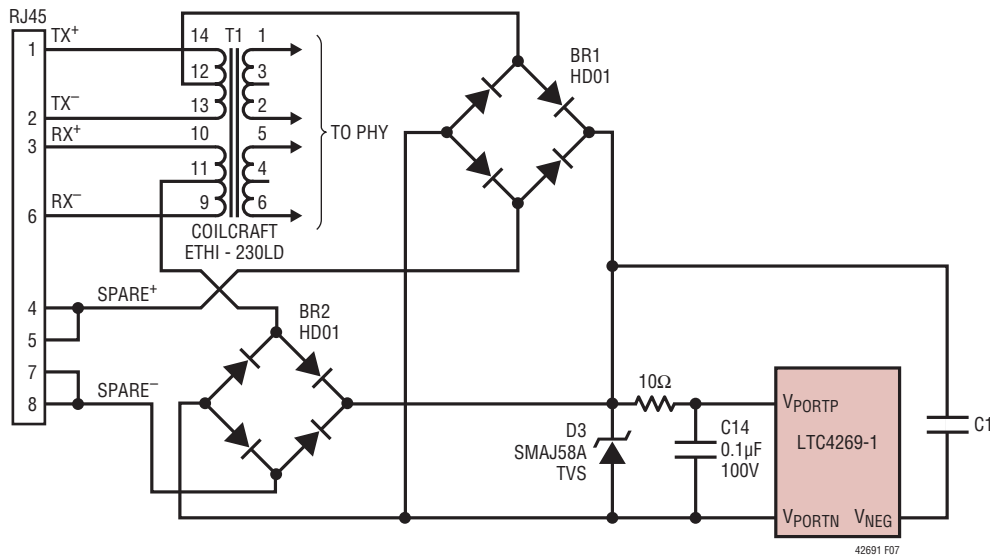 RJ45
1
TX+
2
TX−
3
RX+
6
RX−
4
SPARE+
5
7
8
SPARE−
14
T1
1
12
3
13
2
10
5
11
4
9
6
COILCRAFT
ETHI - 230LD
TO PHY
BR1
HD01
BR2
HD01
10Ω
D3
SMAJ58A
TVS
C14
0.1µF
100V
VPORTP
LTC4269-1
VPORTN
VNEG
C1
42691 F07